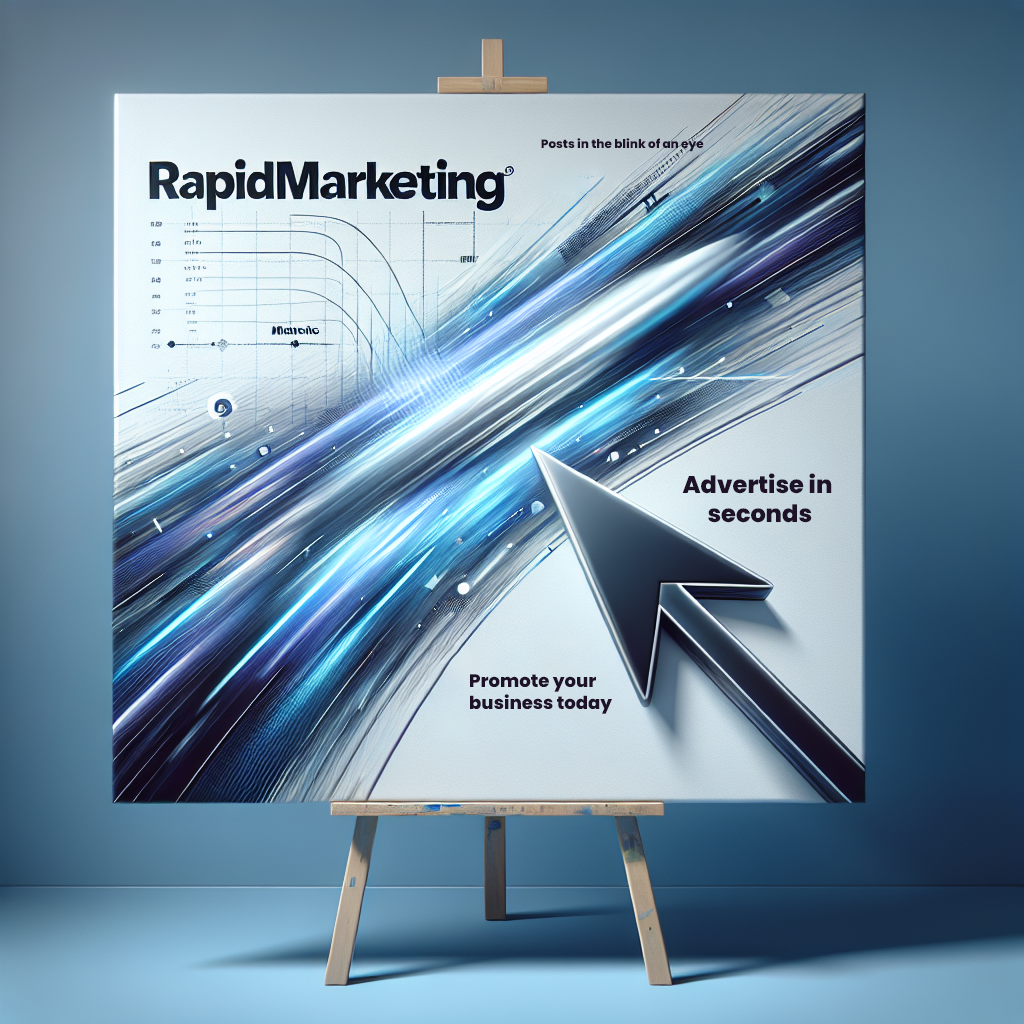 Posts in the blink of an eye
RapidMarketing
Advertise in
seconds
Promote your
business today